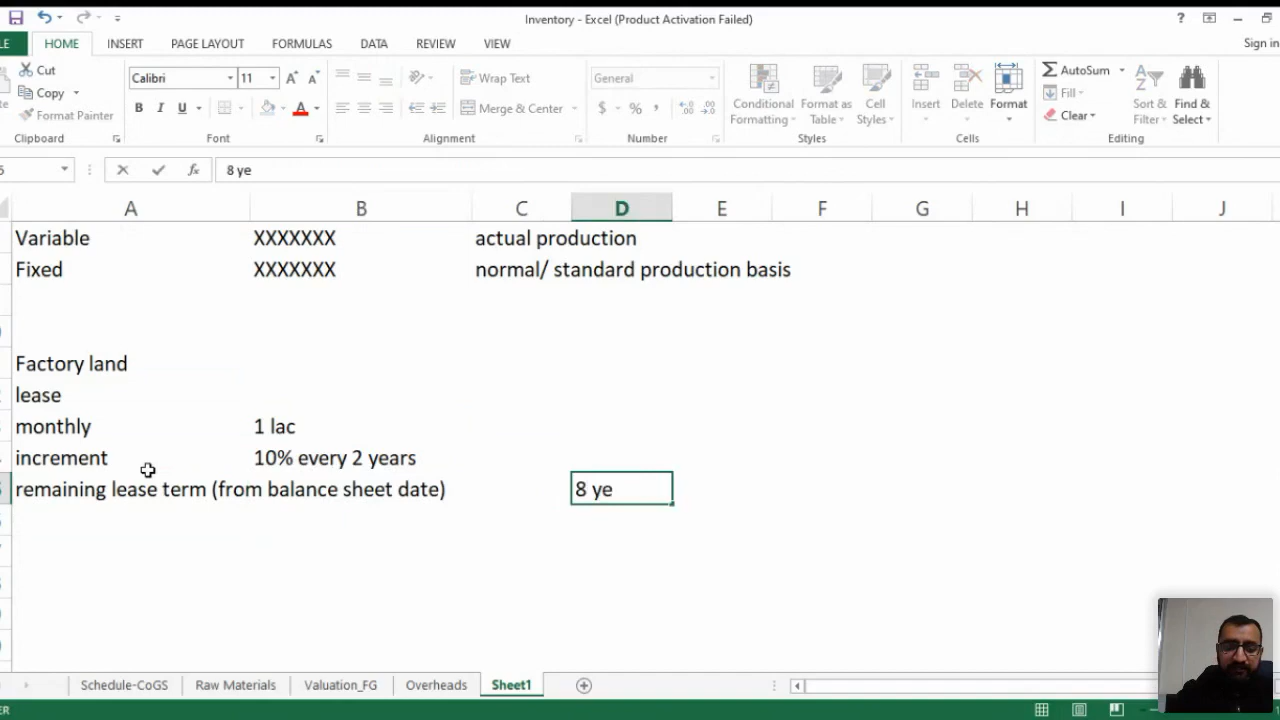 Inventory - Excel (Product Activation Failed)
?
LE HOME INSERT PAGE LAYOUT FORMULAS DATA REVIEW VIEW Sign in
Cut
Copy
Format Painter
Clipboard
Calibri 11
B I U
Font
Wrap Text
Merge & Center
Alignment
General
$ % ,
Number
Conditional Formatting
Format as Table
Cell Styles
Styles
Insert Delete Format
Cells
AutoSum
Fill
Clear
Sort & Filter
Find & Select
Editing
fx 8 ye
A B C D E F G H I J
Variable XXXXXXX actual production
Fixed XXXXXXX normal/ standard production basis
Factory land
lease
monthly 1 lac
increment 10% every 2 years
remaining lease term (from balance sheet date) 8 ye
Schedule-CoGS Raw Materials Valuation_FG Overheads Sheet1